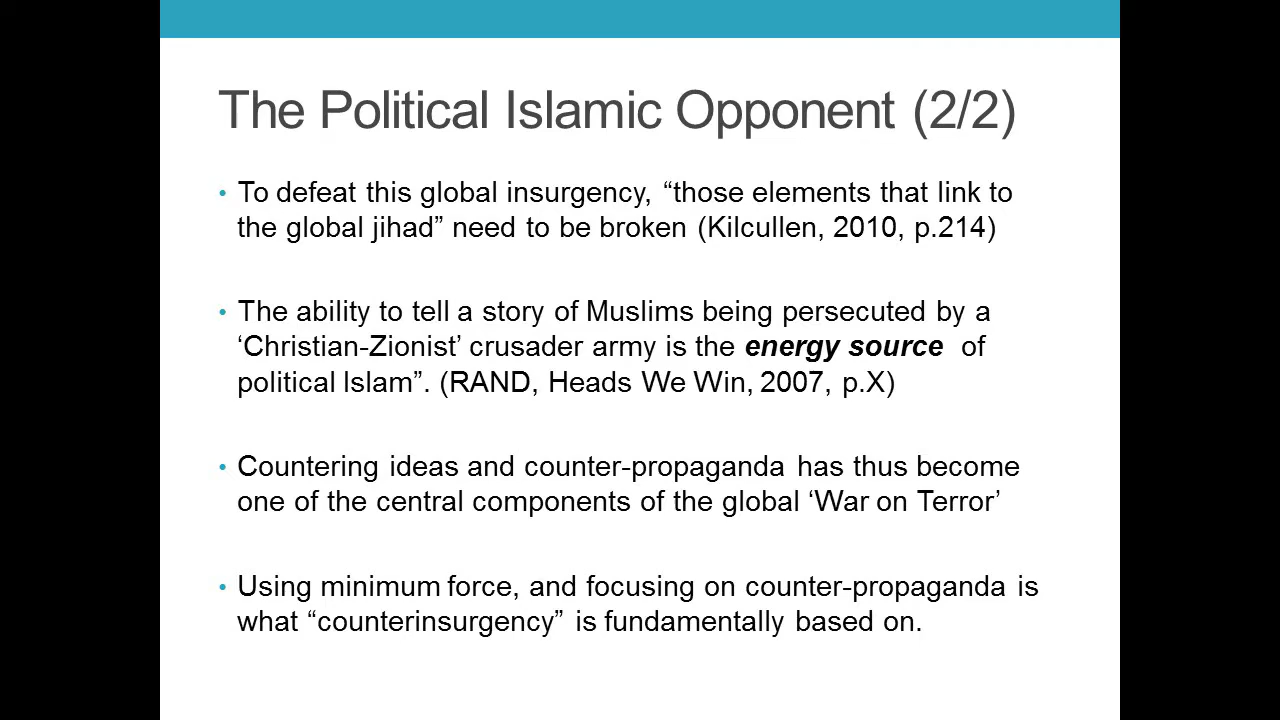 The Political Islamic Opponent (2/2)
• To defeat this global insurgency, “those elements that link to
the global jihad” need to be broken (Kilcullen, 2010, p.214)
• The ability to tell a story of Muslims being persecuted by a
‘Christian-Zionist’ crusader army is the energy source of
political Islam”. (RAND, Heads We Win, 2007, p.X)
• Countering ideas and counter-propaganda has thus become
one of the central components of the global ‘War on Terror’
• Using minimum force, and focusing on counter-propaganda is
what “counterinsurgency” is fundamentally based on.